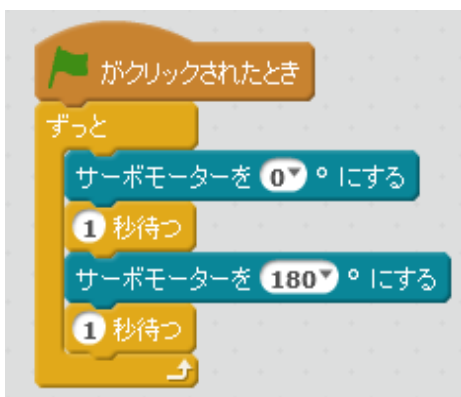 がクリックされたとき
ずっと
サーボモーターを 0 ° にする
1 秒待つ
サーボモーターを 180 ° にする
1 秒待つ